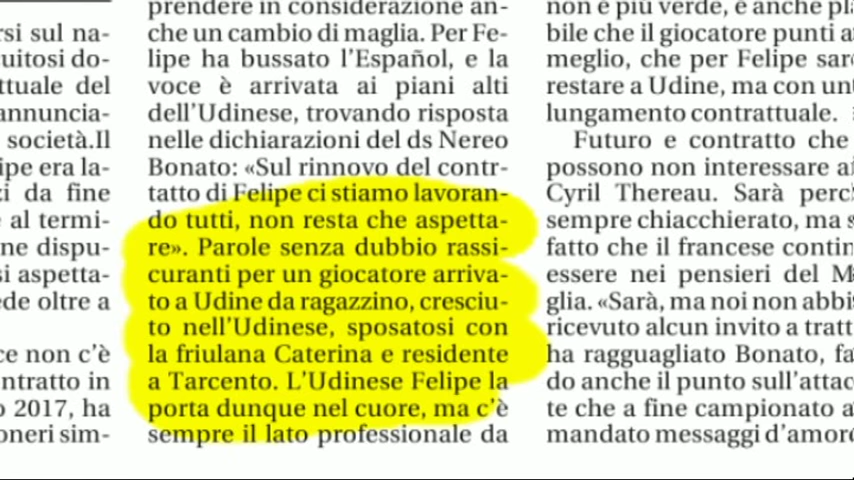 rsi sul na-
uitosi do-
ttuale del
annuncia-
società.Il
ipe era la-
zi da fine
al termi-
ne dispu-
si aspetta-
ede oltre a
ce non c'è
ntratto in
o 2017, ha
oneri sim-
prendere in considerazione an-
che un cambio di maglia. Per Fe-
lipe ha bussato l'Español, e la
voce è arrivata ai piani alti
dell'Udinese, trovando risposta
nelle dichiarazioni del ds Nereo
Bonato: «Sul rinnovo del contr-
tatto di Felipe ci stiamo lavoran-
do tutti, non resta che aspetta-
re». Parole senza dubbio rassi-
curanti per un giocatore arriva-
to a Udine da ragazzino, cresciu-
to nell'Udinese, sposatosi con
la friulana Caterina e residente
a Tarcento. L'Udinese Felipe la
porta dunque nel cuore, ma c'è
sempre il lato professionale da
non è più verde, è anche pla
bile che il giocatore punti a
meglio, che per Felipe sar
restare a Udine, ma con un
lungamento contrattuale.
Futuro e contratto che
possono non interessare a
Cyril Thereau. Sarà perc
sempre chiacchierato, ma s
fatto che il francese contin
essere nei pensieri del M
glia. «Sarà, ma noi non abbi
ricevuto alcun invito a tratt
ha ragguagliato Bonato, fa
do anche il punto sull'attac
te che a fine campionato a
mandato messaggi d'amor